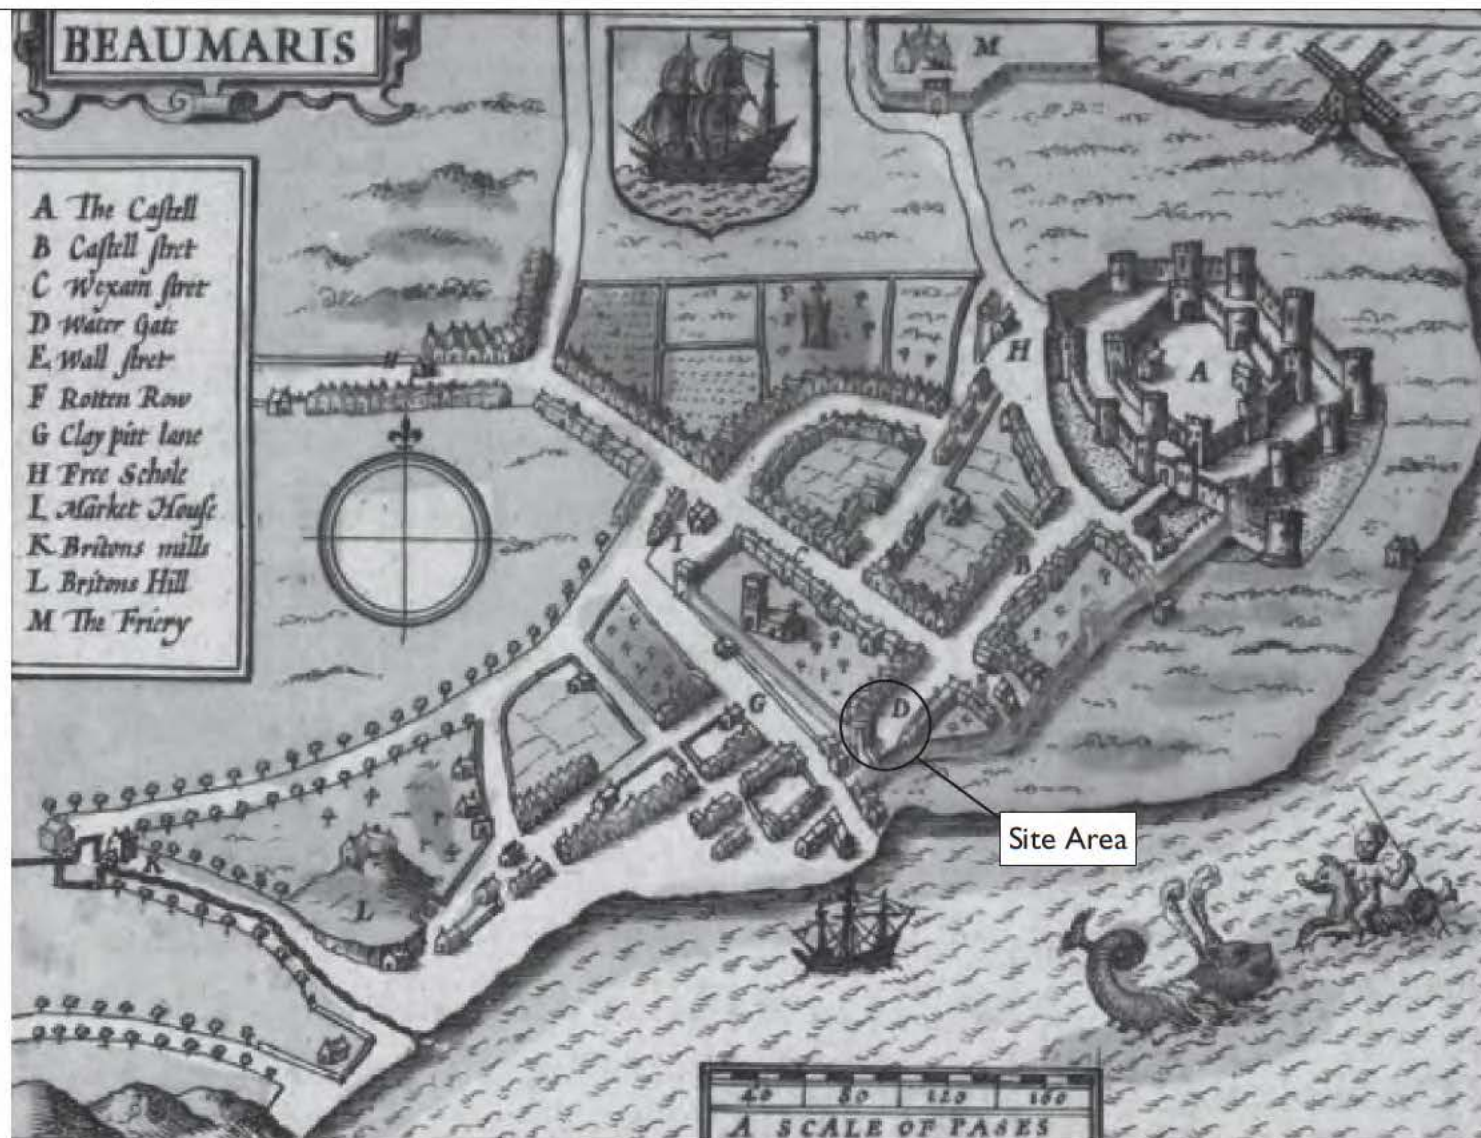 BEAUMARIS
A The Caſtell
B Caſtell ſtret
C Wexam ſtret
D Water Gate
E Wall ſtret
F Rotten Row
G Clay pitt lane
H Free Schole
I Market Houſe
K Britons mills
L Britons Hill
M The Friery
M
H
A
B
I
C
D
G
K
L
Site Area
40 80 120 160
A SCALE OF PASES